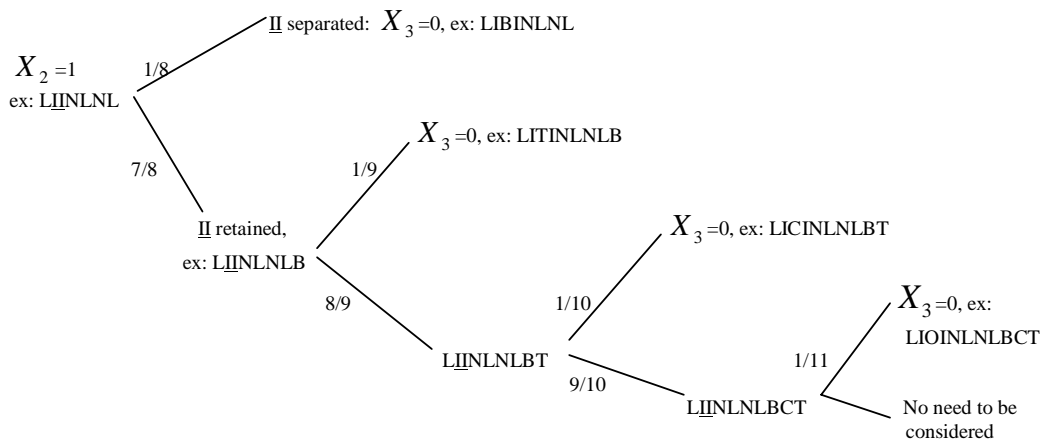 II separated: X3=0, ex: LIBINLNL
X2=1
1/8
ex: LIINLNL
X3=0, ex: LITINLNLB
7/8
1/9
II retained,
X3=0, ex: LICINLNLBT
ex: LIINLNLB
8/9
1/10
X3=0, ex:
LIOINLNLBCT
LIINLNLBT
1/11
9/10
LIINLNLBCT
No need to be
considered